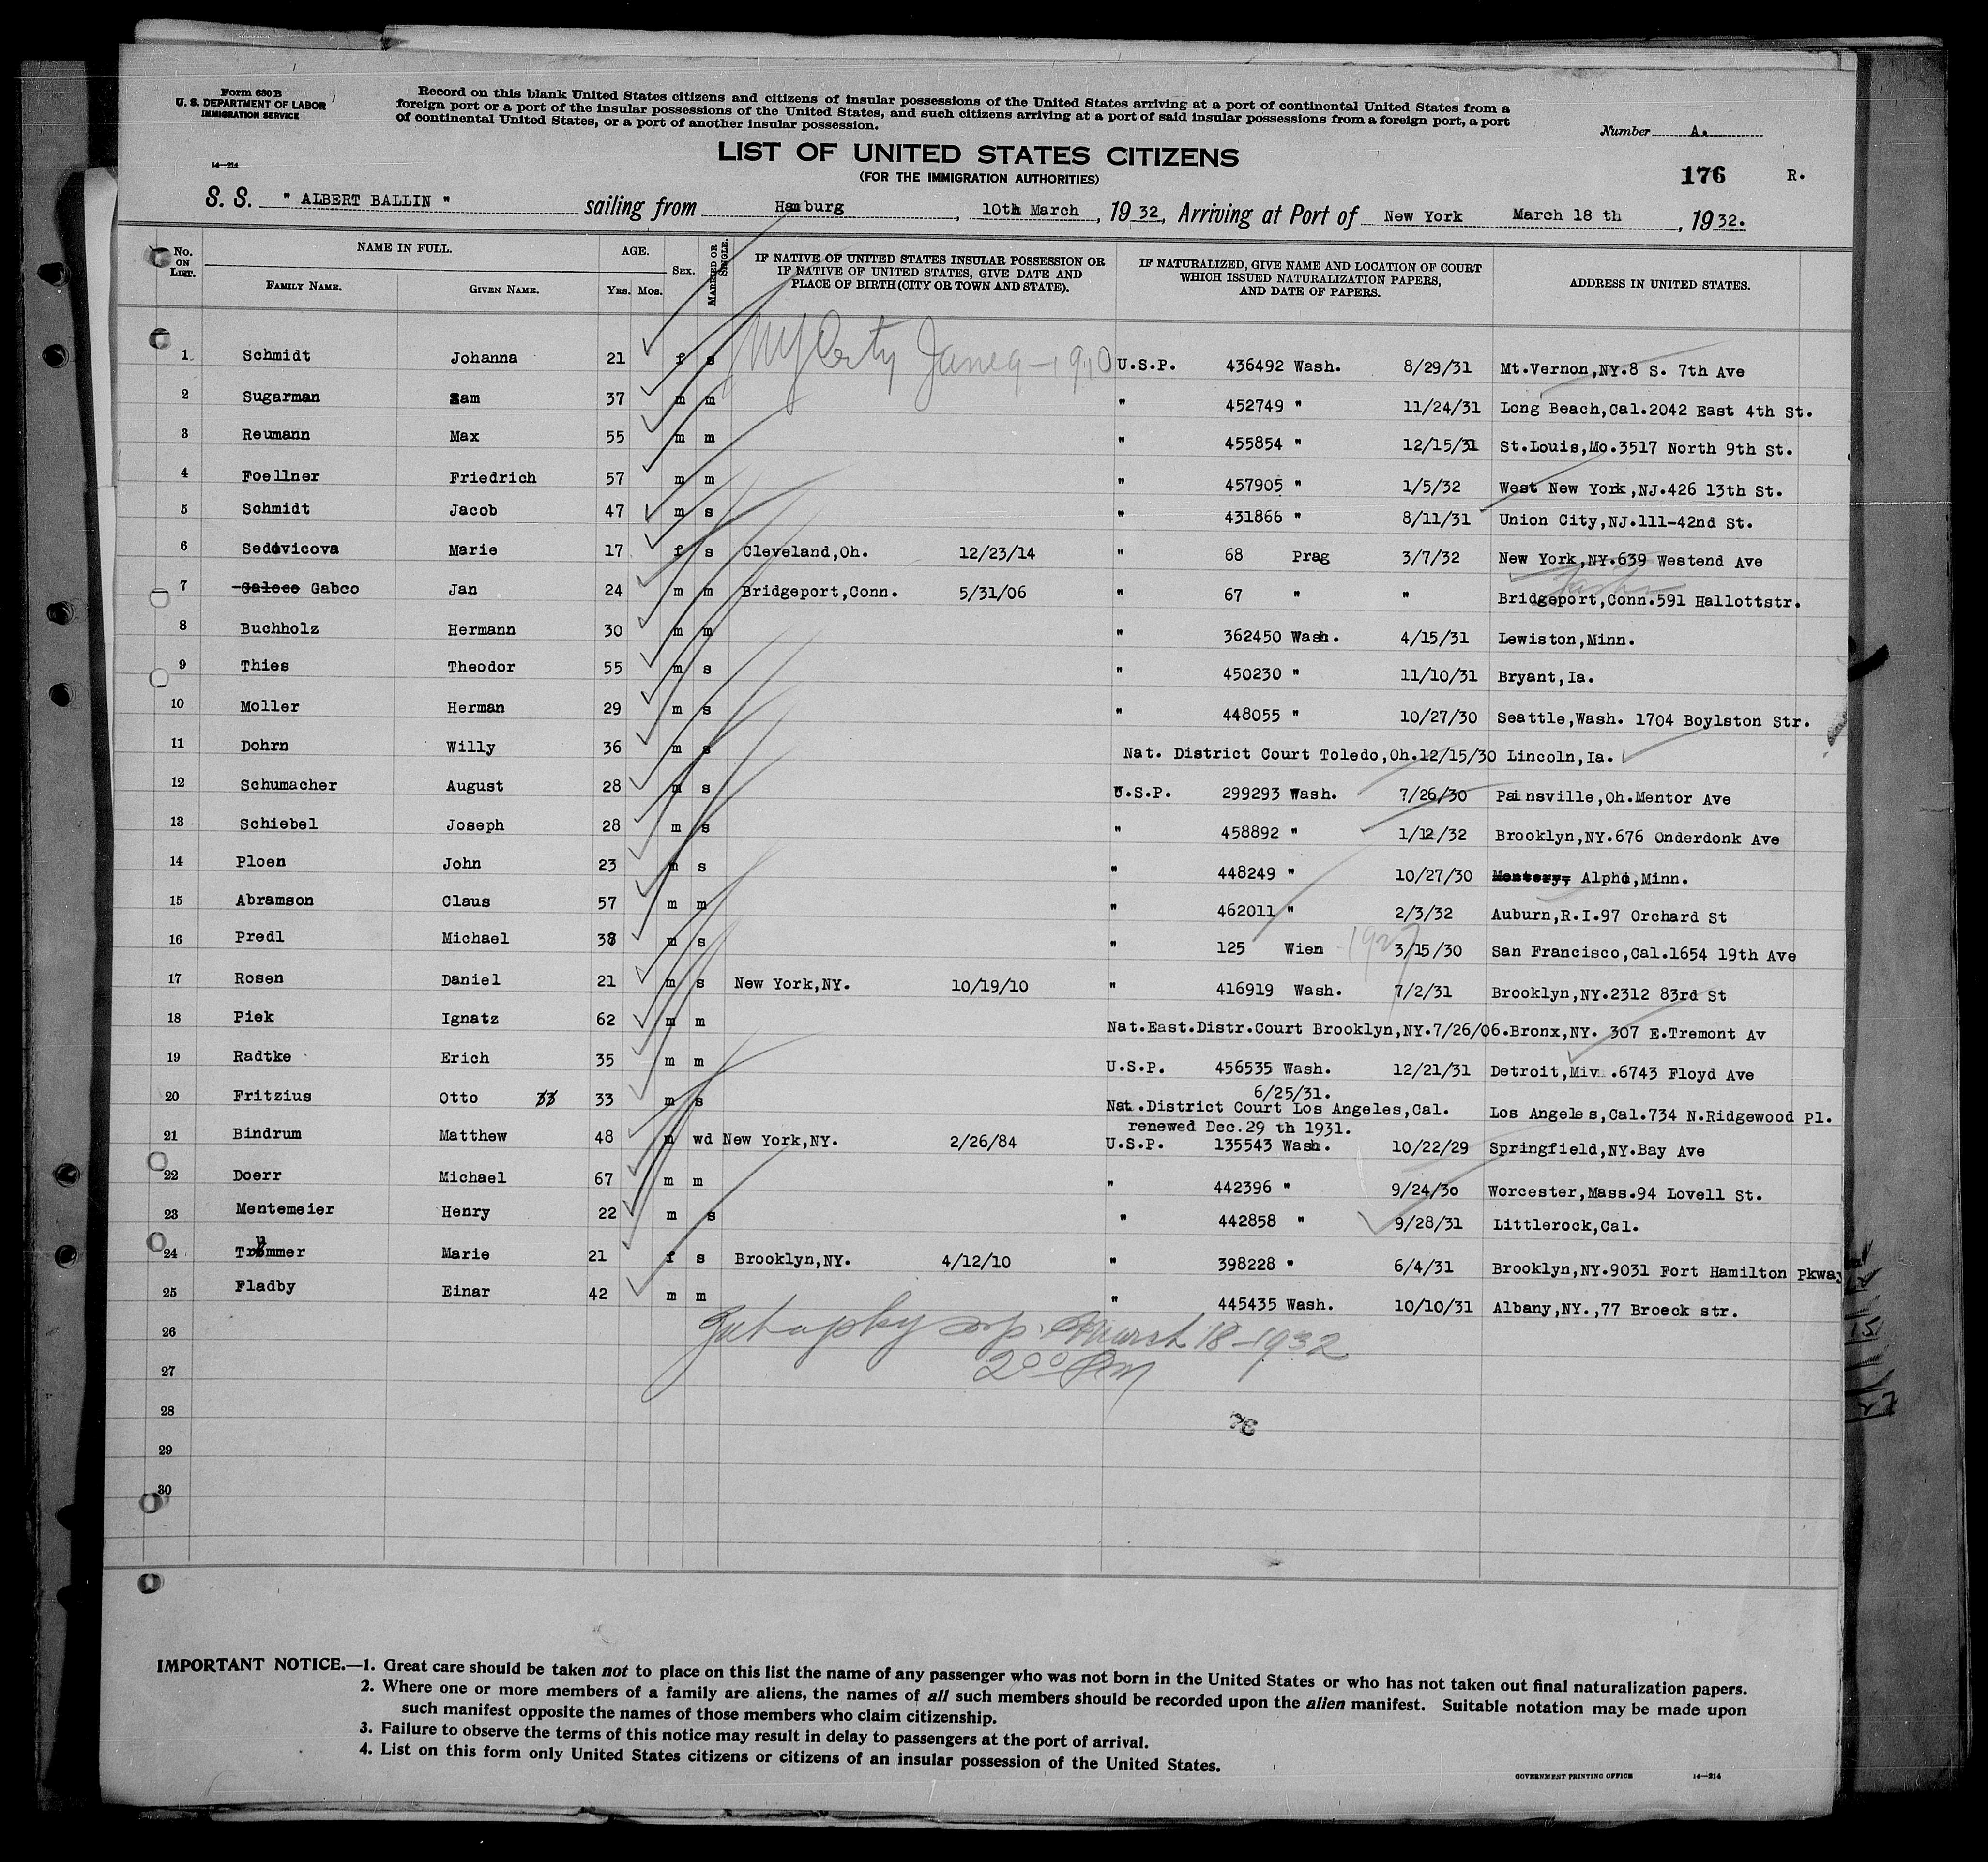 Form 630 B
U. S. DEPARTMENT OF LABOR
IMMIGRATION SERVICE
14—214
Record on this blank United States citizens and citizens of insular possessions of the United States arriving at a port of continental United States from a
foreign port or a port of the insular possessions of the United States, and such citizens arriving at a port of said insular possessions from a foreign port, a port
of continental United States, or a port of another insular possession.
Number A.
LIST OF UNITED STATES CITIZENS
(FOR THE IMMIGRATION AUTHORITIES)
176 R.
S. S. " ALBERT BALLIN " sailing from Hamburg, 10th March, 1932, Arriving at Port of New York March 18 th, 1932.
No. ON LIST. NAME IN FULL. AGE. SEX. MARRIED OR SINGLE. IF NATIVE OF UNITED STATES INSULAR POSSESSION OR IF NATIVE OF UNITED STATES, GIVE DATE AND PLACE OF BIRTH (CITY OR TOWN AND STATE). IF NATURALIZED, GIVE NAME AND LOCATION OF COURT WHICH ISSUED NATURALIZATION PAPERS, AND DATE OF PAPERS. ADDRESS IN UNITED STATES.
FAMILY NAME. GIVEN NAME. YRS. MOS.
1 Schmidt Johanna 21 f s NY City June 9-1910 U.S.P. 436492 Wash. 8/29/31 Mt.Vernon,NY.8 S. 7th Ave
2 Sugarman Sam 37 m m " 452749 " 11/24/31 Long Beach,Cal.2042 East 4th St.
3 Reumann Max 55 m m " 455854 " 12/15/31 St.Louis,Mo.3517 North 9th St.
4 Foellner Friedrich 57 m m " 457905 " 1/5/32 West New York,NJ.426 13th St.
5 Schmidt Jacob 47 m s " 431866 " 8/11/31 Union City,NJ.111-42nd St.
6 Sedivicova Marie 17 f s Cleveland,Oh. 12/23/14 " 68 Prag 3/7/32 New York,NY.639 Westend Ave
7 Gabco Jan 24 m m Bridgeport,Conn. 5/31/06 " 67 " " Bridgeport,Conn.591 Hallottstr.
8 Buchholz Hermann 30 m m " 362450 Wash. 4/15/31 Lewiston,Minn.
9 Thies Theodor 55 m s " 450230 " 11/10/31 Bryant,Ia.
10 Moller Herman 29 m s " 448055 " 10/27/30 Seattle,Wash. 1704 Boylston Str.
11 Dohrn Willy 36 m s Nat. District Court Toledo,Oh.12/15/30 Lincoln,Ia.
12 Schumacher August 28 m s U.S.P. 299293 Wash. 7/26/30 Painsville,Oh.Mentor Ave
13 Schiebel Joseph 28 m s " 458892 " 1/12/32 Brooklyn,NY.676 Onderdonk Ave
14 Ploen John 23 m s " 448249 " 10/27/30 Alpha,Minn.
15 Abramson Claus 57 m m " 462011 " 2/3/32 Auburn,R.I.97 Orchard St
16 Predl Michael 38 m s " 125 Wien 1927 3/15/30 San Francisco,Cal.1654 19th Ave
17 Rosen Daniel 21 m s New York,NY. 10/19/10 " 416919 Wash. 7/2/31 Brooklyn,NY.2312 83rd St
18 Piek Ignatz 62 m m Nat.East.Distr.Court Brooklyn,NY.7/26/06.Bronx,NY. 307 E.Tremont Av
19 Radtke Erich 35 m m U.S.P. 456535 Wash. 12/21/31 Detroit,Miv .6743 Floyd Ave
6/25/31.
20 Fritzius Otto 33 33 m s Nat.District Court Los Angeles,Cal. Los Angeles,Cal.734 N.Ridgewood Pl.
renewed Dec.29 th 1931.
21 Bindrum Matthew 48 m wd New York,NY. 2/26/84 U.S.P. 135543 Wash. 10/22/29 Springfield,NY.Bay Ave
22 Doerr Michael 67 m m " 442396 " 9/24/30 Worcester,Mass.94 Lovell St.
23 Mentemeier Henry 22 m s " 442858 " 9/28/31 Littlerock,Cal.
24 Trummer Marie 21 f s Brooklyn,NY. 4/12/10 " 398228 " 6/4/31 Brooklyn,NY.9031 Fort Hamilton Pkway
25 Fladby Einar 42 m m " 445435 Wash. 10/10/31 Albany,NY.,77 Broeck str.
26 March 18-1932
27 2 00 PM
28
29
30
IMPORTANT NOTICE.—1. Great care should be taken not to place on this list the name of any passenger who was not born in the United States or who has not taken out final naturalization papers.
2. Where one or more members of a family are aliens, the names of all such members should be recorded upon the alien manifest. Suitable notation may be made upon
such manifest opposite the names of those members who claim citizenship.
3. Failure to observe the terms of this notice may result in delay to passengers at the port of arrival.
4. List on this form only United States citizens or citizens of an insular possession of the United States.
GOVERNMENT PRINTING OFFICE 14—214